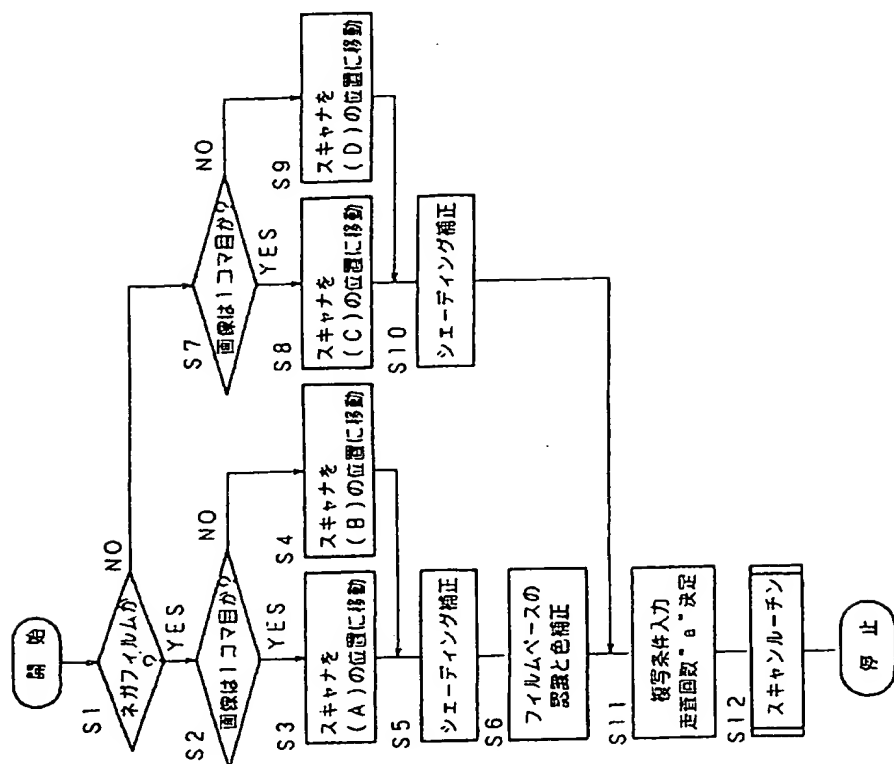 開始
S1
ネガフィルムか
?
NO
YES
S2
画像は1コマ目か?
NO
YES
S3
スキャナを
(A)の位置に移動
S4
スキャナを
(B)の位置に移動
S5
シェーディング補正
S6
フィルムベースの
認識と色補正
S7
画像は1コマ目か?
NO
YES
S8
スキャナを
(C)の位置に移動
S9
スキャナを
(D)の位置に移動
S10
シェーディング補正
S11
複写条件入力
走査回数"a"決定
S12
スキャンルーチン
停止